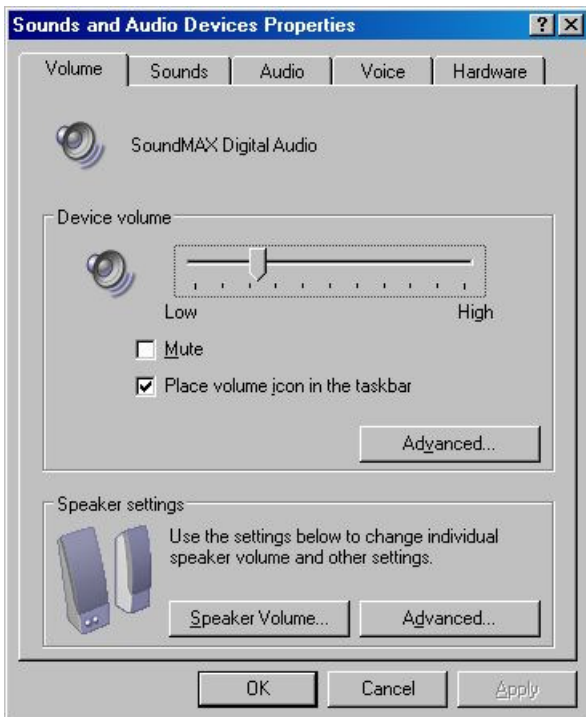 Sounds and Audio Devices Properties
Volume Sounds Audio Voice Hardware
SoundMAX Digital Audio
Device volume
Low High
Mute
Place volume icon in the taskbar
Advanced...
Speaker settings
Use the settings below to change individual
speaker volume and other settings.
Speaker Volume... Advanced...
OK Cancel Apply